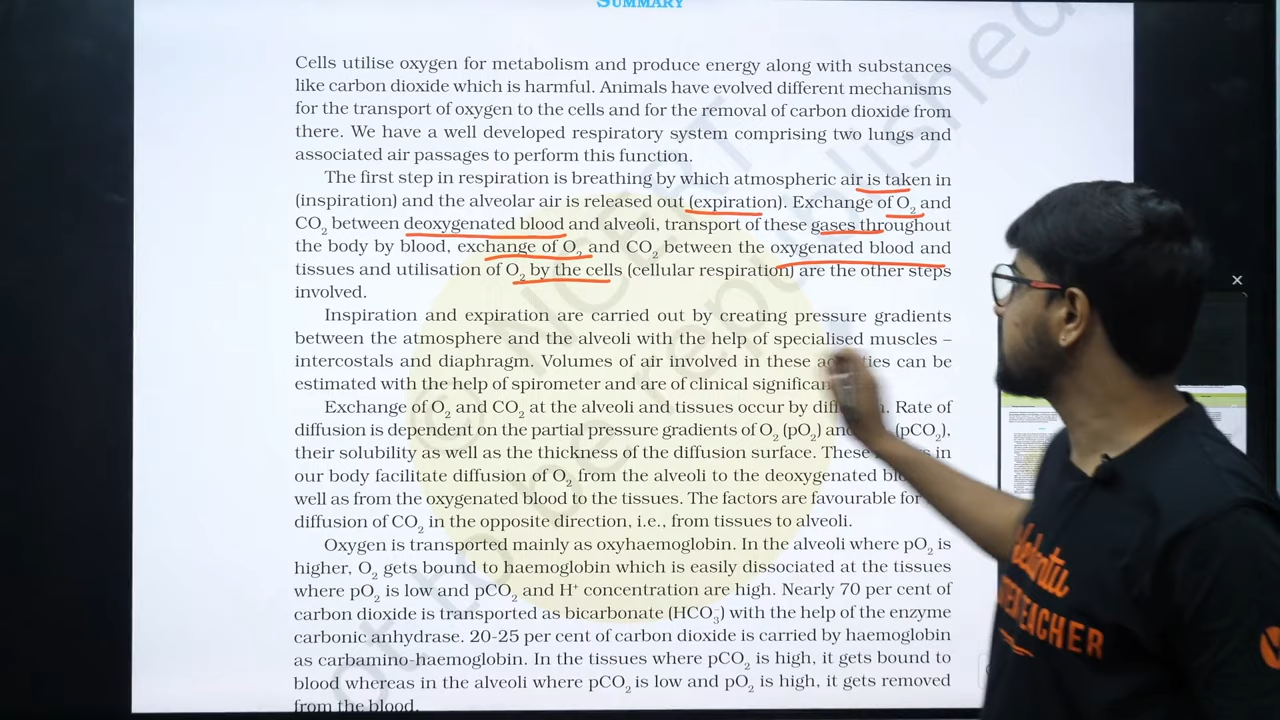 SUMMARY
Cells utilise oxygen for metabolism and produce energy along with substances
like carbon dioxide which is harmful. Animals have evolved different mechanisms
for the transport of oxygen to the cells and for the removal of carbon dioxide from
there. We have a well developed respiratory system comprising two lungs and
associated air passages to perform this function.
The first step in respiration is breathing by which atmospheric air is taken in
(inspiration) and the alveolar air is released out (expiration). Exchange of O₂ and
CO₂ between deoxygenated blood and alveoli, transport of these gases throughout
the body by blood, exchange of O₂ and CO₂ between the oxygenated blood and
tissues and utilisation of O₂ by the cells (cellular respiration) are the other steps
involved.
Inspiration and expiration are carried out by creating pressure gradients
between the atmosphere and the alveoli with the help of specialised muscles –
intercostals and diaphragm. Volumes of air involved in these can be
estimated with the help of spirometer and are of clinical
Exchange of O₂ and CO₂ at the alveoli and tissues occur by Rate of
diffusion is dependent on the partial pressure gradients of O₂ (pO₂) (pCO₂),
their solubility as well as the thickness of the diffusion surface. These in
our body facilitate diffusion of O₂ from the alveoli to the deoxygenated
well as from the oxygenated blood to the tissues. The factors are favourable for
diffusion of CO₂ in the opposite direction, i.e., from tissues to alveoli.
Oxygen is transported mainly as oxyhaemoglobin. In the alveoli where pO₂ is
higher, O₂ gets bound to haemoglobin which is easily dissociated at the tissues
where pO₂ is low and pCO₂ and H⁺ concentration are high. Nearly 70 per cent of
carbon dioxide is transported as bicarbonate (HCO₃⁻) with the help of the enzyme
carbonic anhydrase. 20-25 per cent of carbon dioxide is carried by haemoglobin
as carbamino-haemoglobin. In the tissues where pCO₂ is high, it gets bound to
blood whereas in the alveoli where pCO₂ is low and pO₂ is high, it gets removed
from the blood.